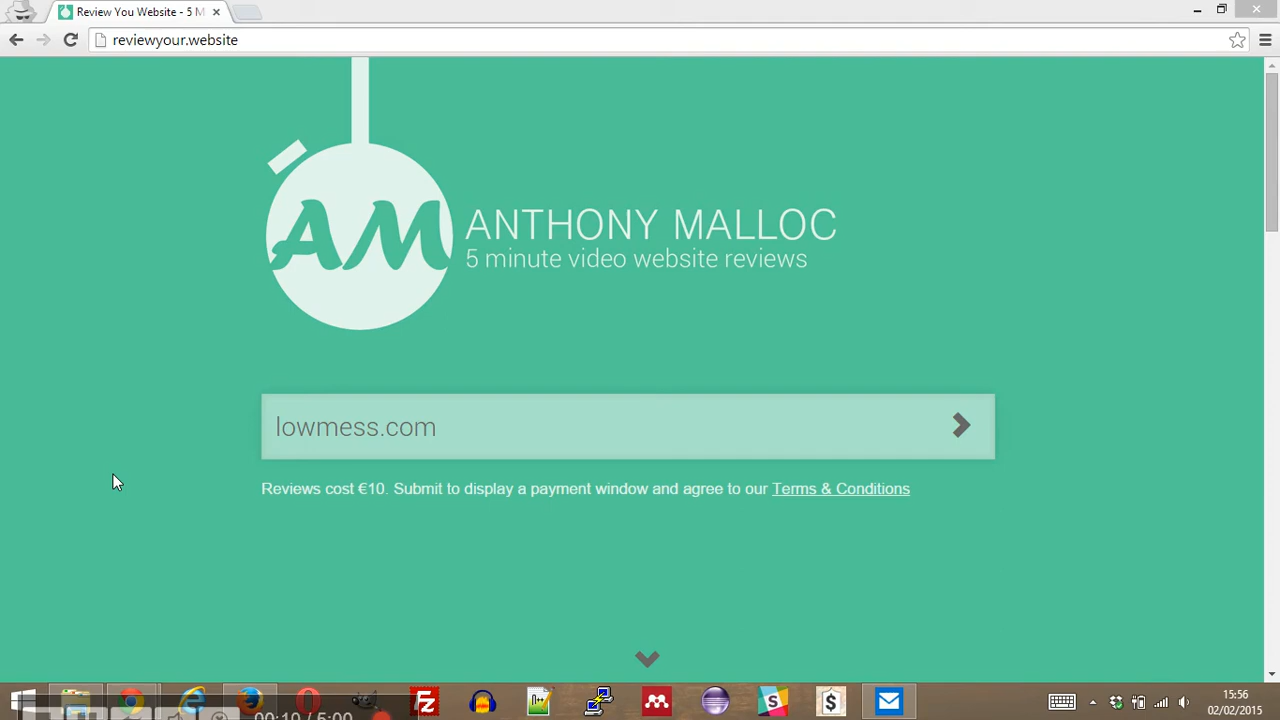 Review You Website - 5 M
reviewyour.website
AM
ANTHONY MALLOC
5 minute video website reviews
lowmess.com
Reviews cost €10. Submit to display a payment window and agree to our Terms & Conditions
15:56
00:10 / 5:00
02/02/2015